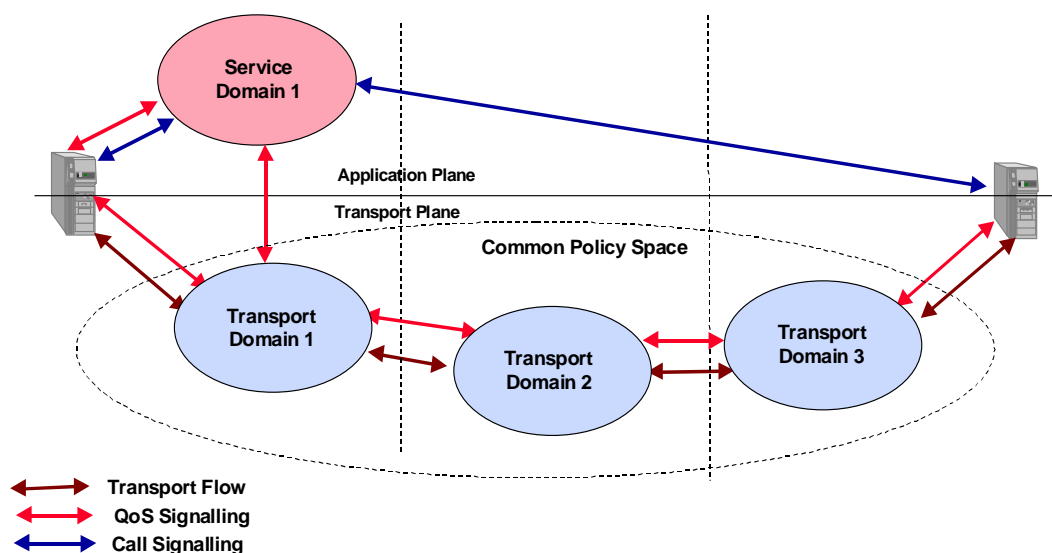 Service
Domain 1
Application Plane
Transport Plane
Common Policy Space
Transport
Domain 1
Transport
Domain 2
Transport
Domain 3
Transport Flow
QoS Signalling
Call Signalling